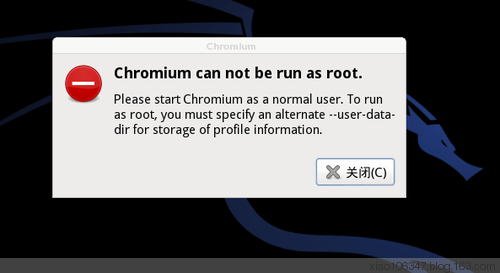 Chromium
Chromium can not be run as root.
Please start Chromium as a normal user. To run
as root, you must specify an alternate --user-data-
dir for storage of profile information.
关闭(C)
xiao106347.blog.163.com